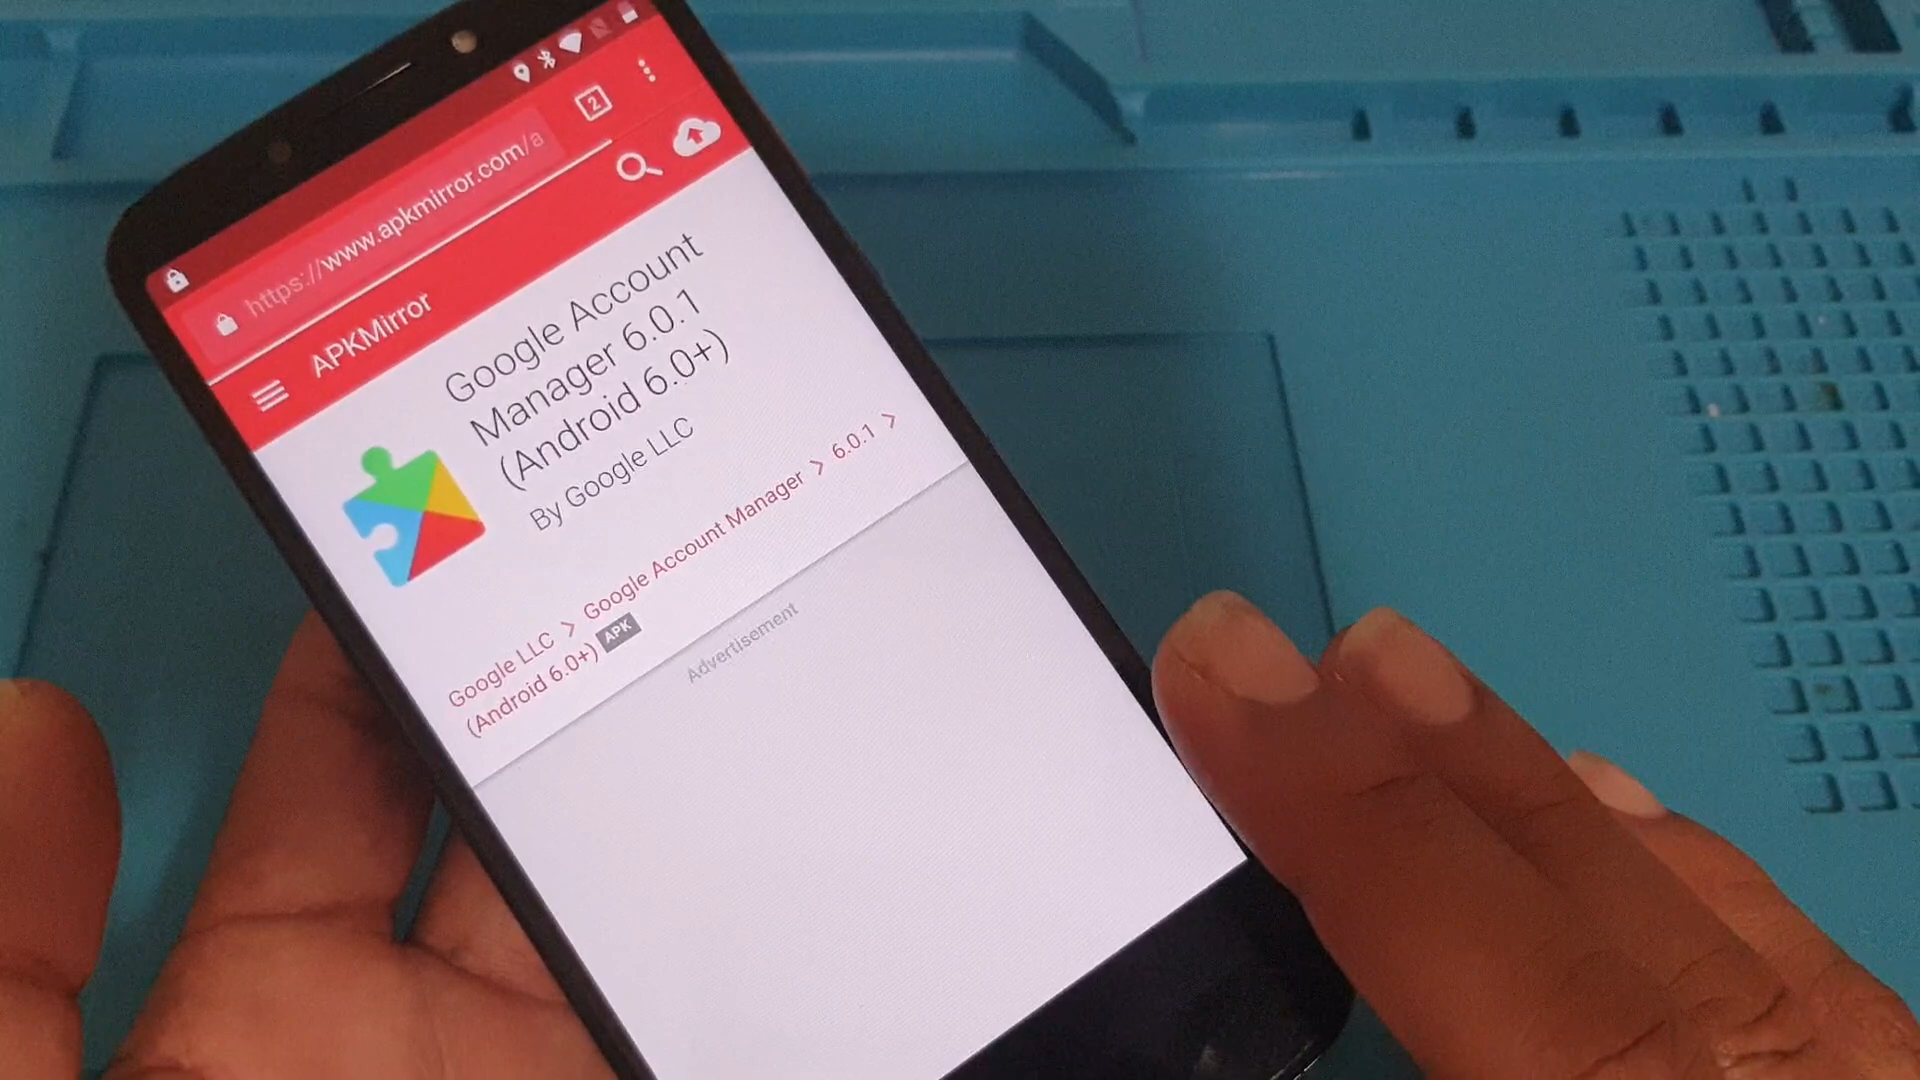 2
https://www.apkmirror.com/a
APKMirror
Google Account
Manager 6.0.1
(Android 6.0+)
By Google LLC
Google LLC > Google Account Manager > 6.0.1 >
(Android 6.0+) APK
Advertisement